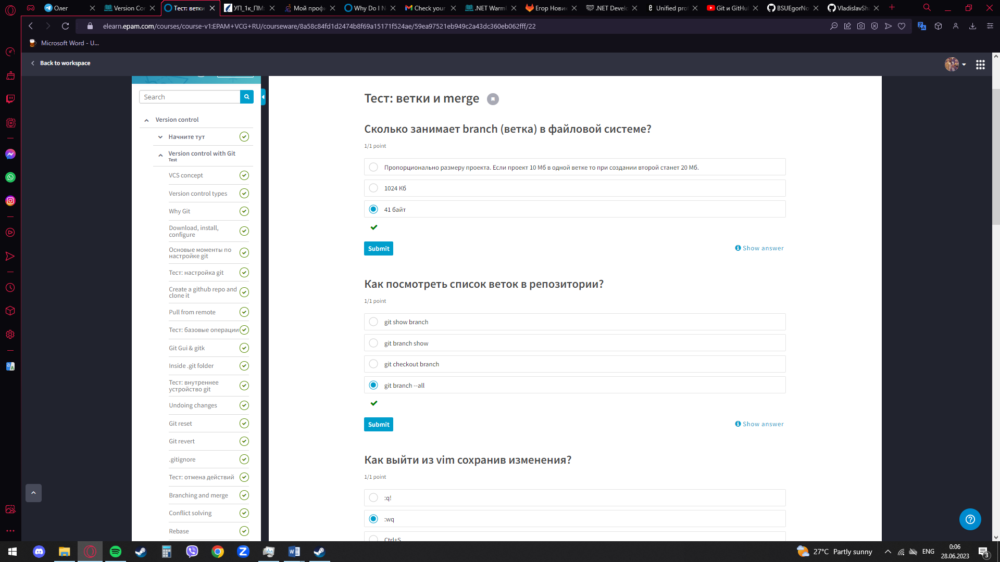 Олег
Version Co
Тест: ветки
УП_1к_ПМ
Мой проф
Why Do I N
Check your
.NET Warm
Егор Нови
.NET Develo
Unified pro
Git и GitHu
BSUEgorNo
VladislavSh
elearn.epam.com/courses/course-v1:EPAM+VCG+RU/courseware/8a58c84fd1d2474b8f69a15171f524ae/59ea97521eb949c2a43dc360eb062fff/22
Microsoft Word - U...
Back to workspace
Search
Version control
Начните тут
Version control with Git
Test
VCS concept
Version control types
Why Git
Download, install,
configure
Основые моменты по
настройке git
Тест: настройка git
Create a github repo and
clone it
Pull from remote
Тест: базовые операции
Git Gui & gitk
Inside .git folder
Тест: внутреннее
устройство git
Undoing changes
Git reset
Git revert
.gitignore
Тест: отмена действий
Branching and merge
Conflict solving
Rebase
Тест: ветки и merge
Сколько занимает branch (ветка) в файловой системе?
1/1 point
Пропорционально размеру проекта. Если проект 10 Мб в одной ветке то при создании второй станет 20 Мб.
1024 Кб
41 байт
Submit
Show answer
Как посмотреть список веток в репозитории?
1/1 point
git show branch
git branch show
git checkout branch
git branch --all
Submit
Show answer
Как выйти из vim сохранив изменения?
1/1 point
:q!
:wq
Ctrl+S
27°C Partly sunny
ENG
0:06
28.06.2023
3